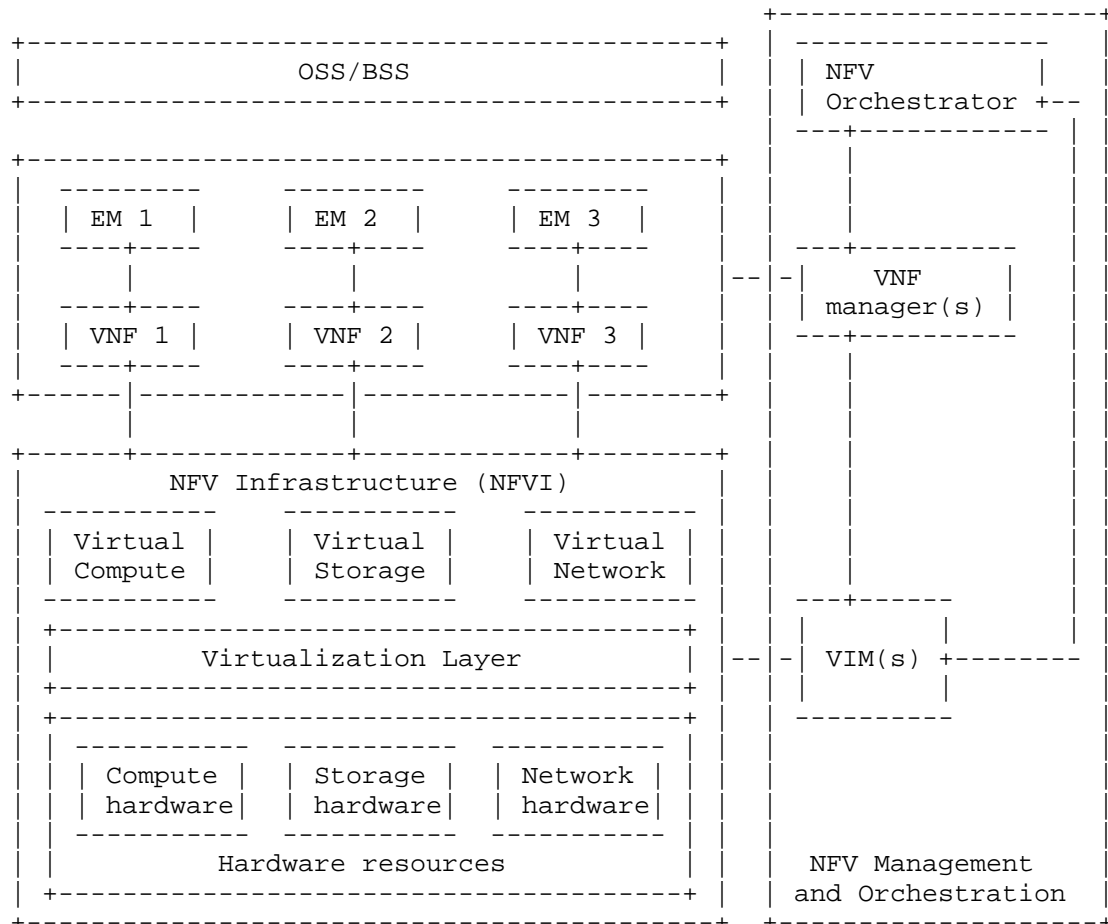 OSS/BSS
NFV
Orchestrator
EM 1 EM 2 EM 3
VNF
manager(s)
VNF 1 VNF 2 VNF 3
NFV Infrastructure (NFVI)
Virtual Virtual Virtual
Compute Storage Network
Virtualization Layer
VIM(s)
Compute Storage Network
hardware hardware hardware
Hardware resources
NFV Management
and Orchestration